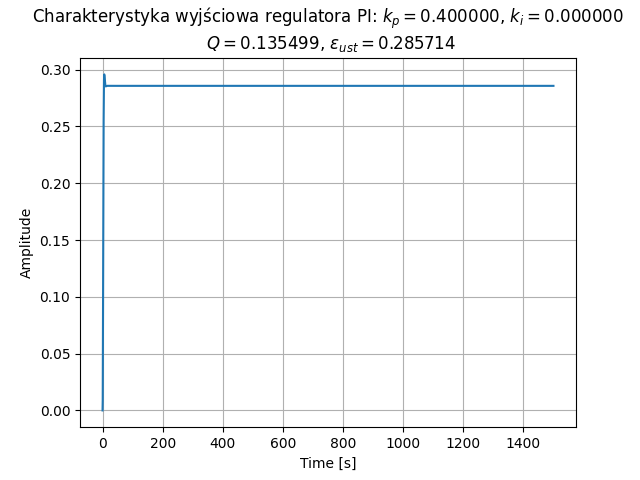 Charakterystyka wyjściowa regulatora PI: $k_p = 0.400000$, $k_i = 0.000000$
$Q = 0.135499$, $\varepsilon_{ust} = 0.285714$
0.30
0.25
0.20
0.15
0.10
0.05
0.00
Amplitude
0 200 400 600 800 1000 1200 1400
Time [s]